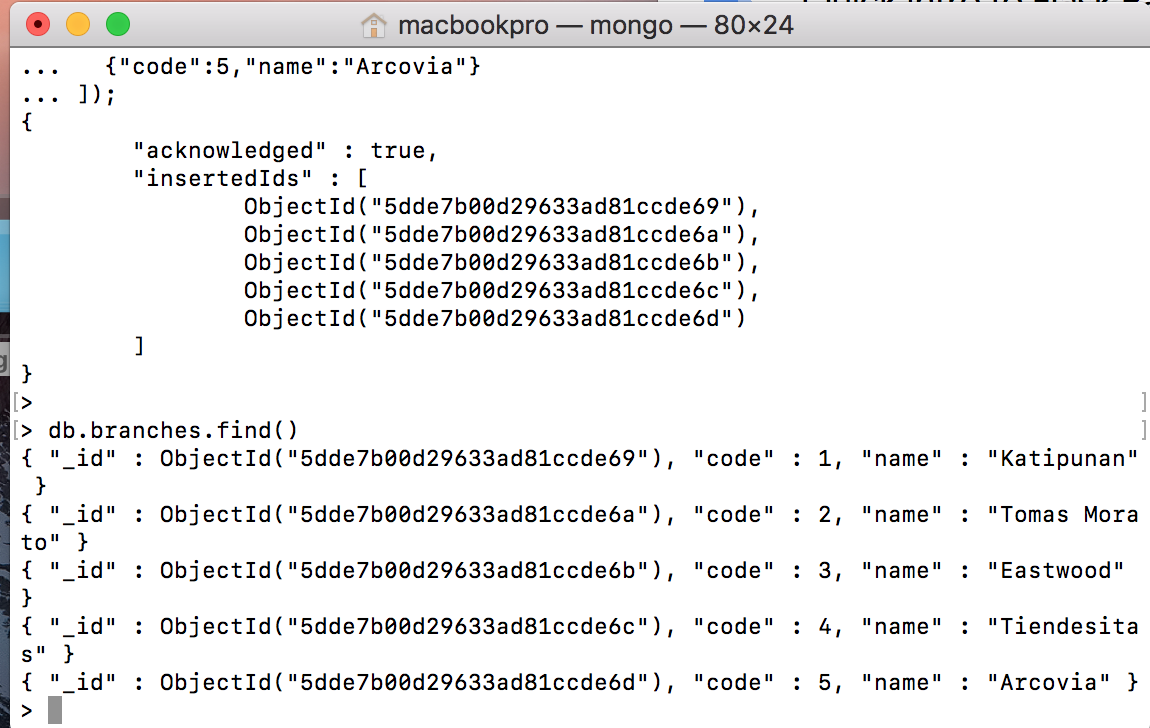 macbookpro — mongo — 80×24
...   {"code":5,"name":"Arcovia"}
... ]);
{
        "acknowledged" : true,
        "insertedIds" : [
                ObjectId("5dde7b00d29633ad81ccde69"),
                ObjectId("5dde7b00d29633ad81ccde6a"),
                ObjectId("5dde7b00d29633ad81ccde6b"),
                ObjectId("5dde7b00d29633ad81ccde6c"),
                ObjectId("5dde7b00d29633ad81ccde6d")
        ]
}
[>                                                                              ]
[> db.branches.find()                                                           ]
{ "_id" : ObjectId("5dde7b00d29633ad81ccde69"), "code" : 1, "name" : "Katipunan"
 }
{ "_id" : ObjectId("5dde7b00d29633ad81ccde6a"), "code" : 2, "name" : "Tomas Mora
to" }
{ "_id" : ObjectId("5dde7b00d29633ad81ccde6b"), "code" : 3, "name" : "Eastwood"
}
{ "_id" : ObjectId("5dde7b00d29633ad81ccde6c"), "code" : 4, "name" : "Tiendesita
s" }
{ "_id" : ObjectId("5dde7b00d29633ad81ccde6d"), "code" : 5, "name" : "Arcovia" }
>